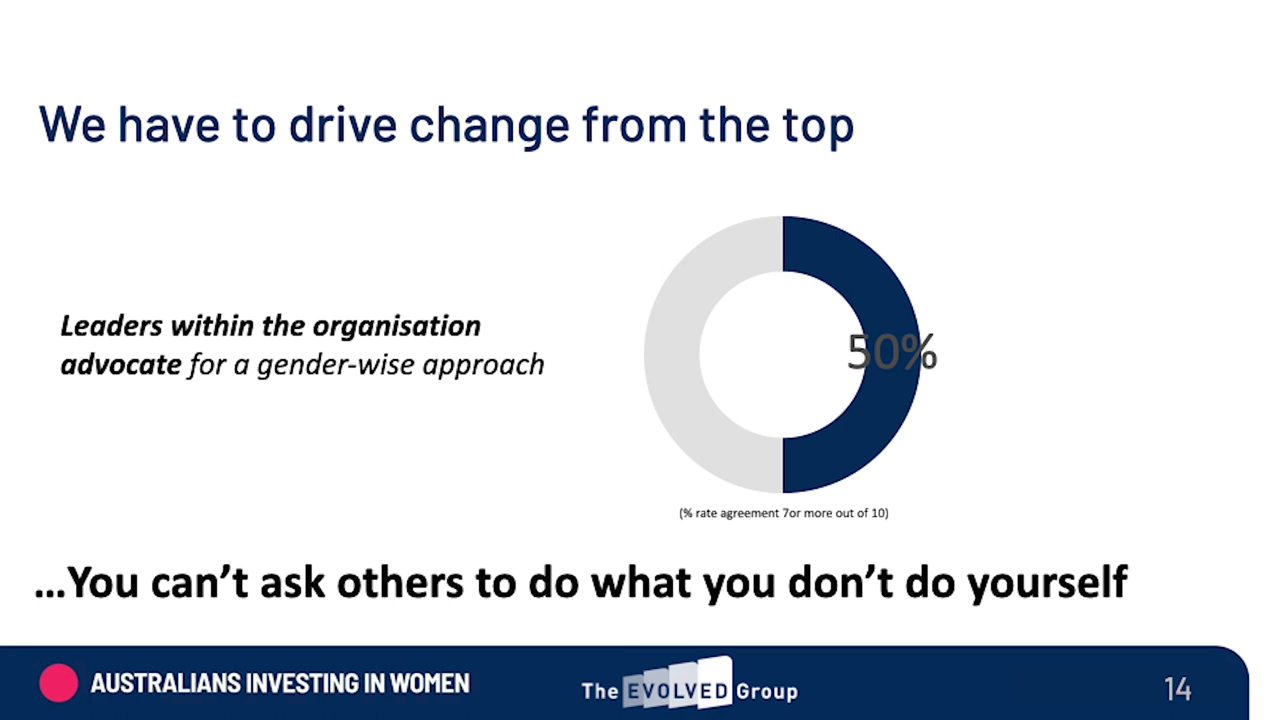 We have to drive change from the top
Leaders within the organisation
advocate for a gender-wise approach
50%
(% rate agreement 7or more out of 10)
...You can't ask others to do what you don't do yourself
AUSTRALIANS INVESTING IN WOMEN
The EVOLVED Group
14